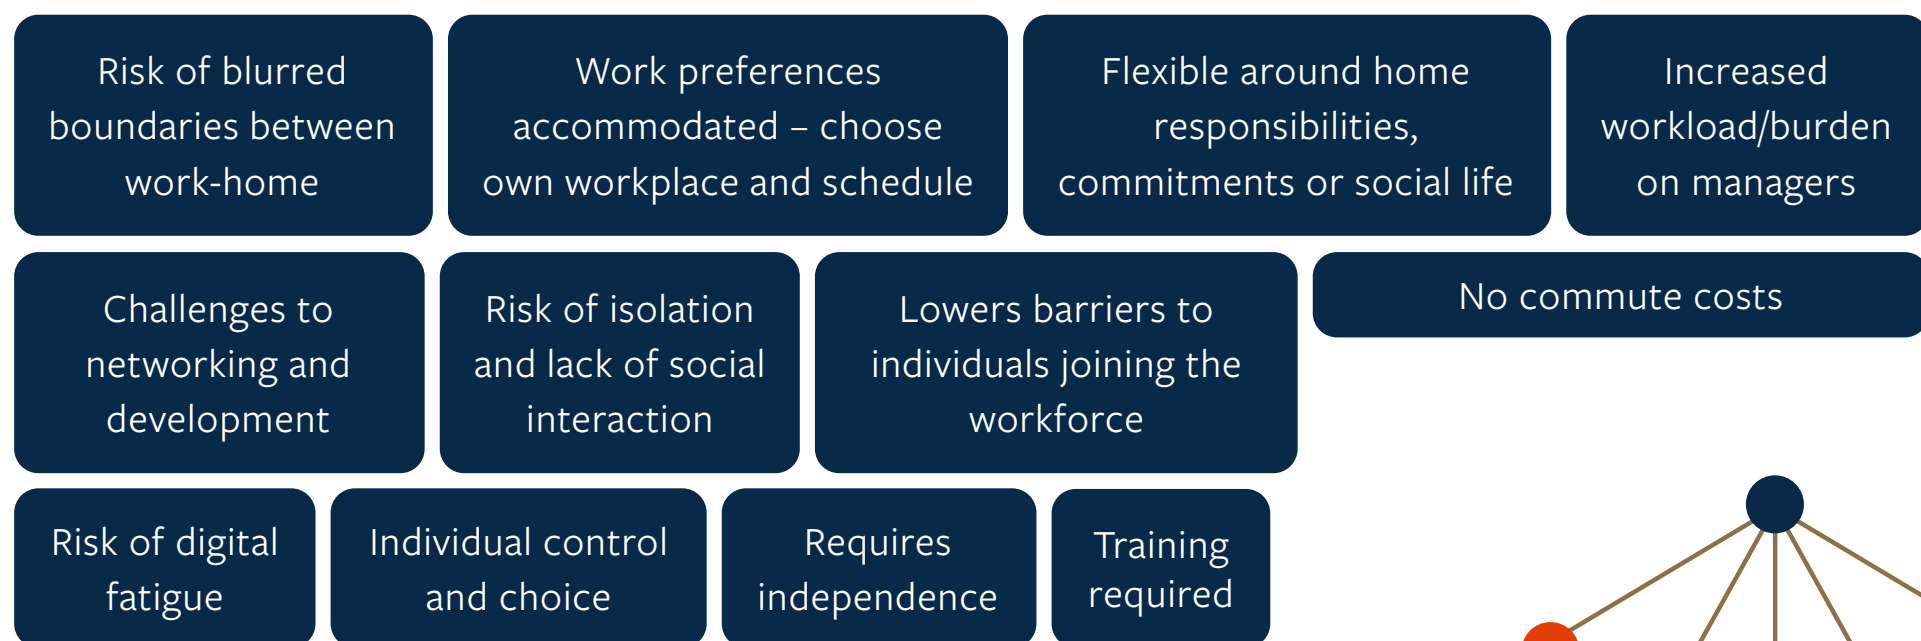 Risk of blurred
boundaries between
work-home
Work preferences
accommodated – choose
own workplace and schedule
Flexible around home
responsibilities,
commitments or social life
Increased
workload/burden
on managers
Challenges to
networking and
development
Risk of isolation
and lack of social
interaction
Lowers barriers to
individuals joining the
workforce
No commute costs
Risk of digital
fatigue
Individual control
and choice
Requires
independence
Training
required